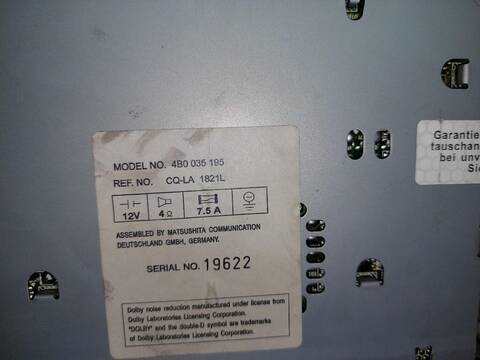 MODEL NO. 4B0 035 195
REF. NO. CQ-LA 1821L
12V 4Ω 7.5 A
ASSEMBLED BY MATSUSHITA COMMUNICATION
DEUTSCHLAND GMBH, GERMANY.
SERIAL NO. 19622
Dolby noise reduction manufactured under license from
Dolby Laboratories Licensing Corporation.
"DOLBY" and the double-D symbol are trademarks
of Dolby Laboratories Licensing Corporation.
Garantie
tauschan
bei unv
Sie